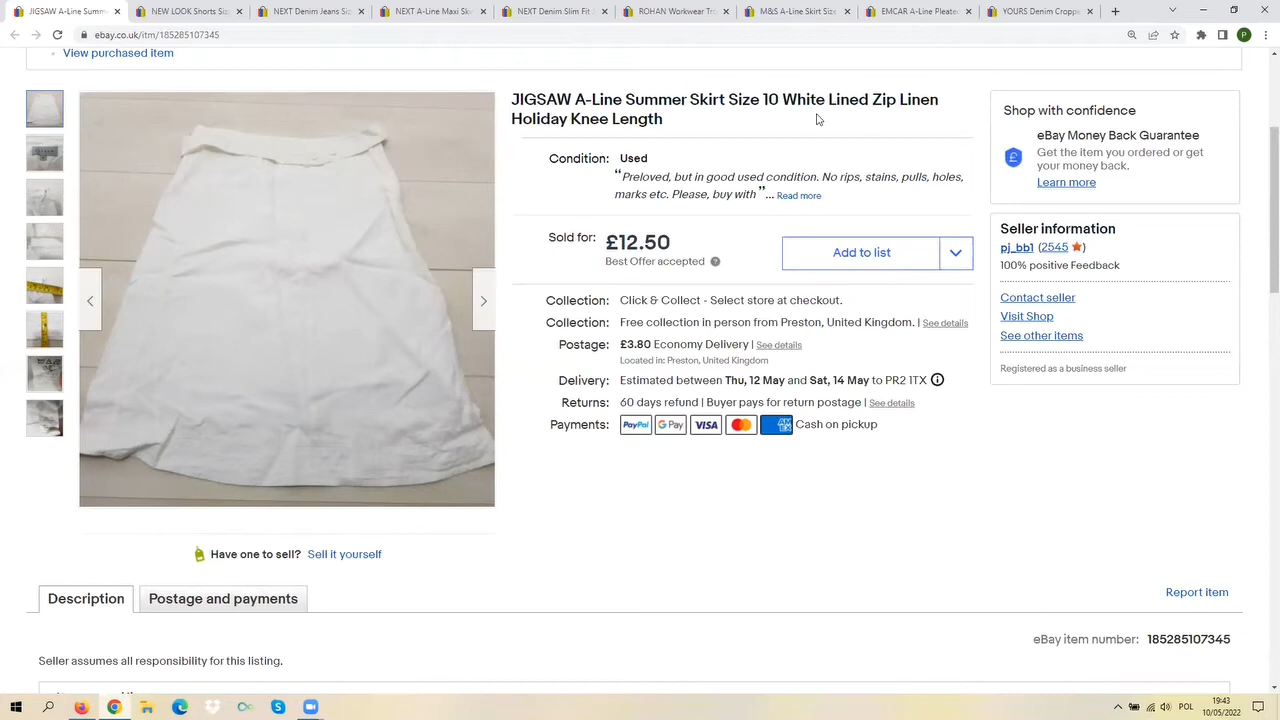 JIGSAW A-Line Summ
NEW LOOK Shorts Siz
NEXT Denim Jeans Siz
NEXT A-Line Maxi Sk
NEXT Denim Slim Fit J
ROHAN Workwear Tr
M&S A-Line Skirt Size
EMCAR A-Line Pleate
YOURS Denim Croppe
ebay.co.uk/itm/185285107345
P
View purchased item
JIGSAW A-Line Summer Skirt Size 10 White Lined Zip Linen
Holiday Knee Length
Condition: Used
“Preloved, but in good used condition. No rips, stains, pulls, holes,
marks etc. Please, buy with ”... Read more
Sold for: £12.50
Best Offer accepted
Add to list
Collection: Click & Collect - Select store at checkout.
Collection: Free collection in person from Preston, United Kingdom. | See details
Postage: £3.80 Economy Delivery | See details
Located in: Preston, United Kingdom
Delivery: Estimated between Thu, 12 May and Sat, 14 May to PR2 1TX
Returns: 60 days refund | Buyer pays for return postage | See details
Payments: PayPal G Pay VISA Cash on pickup
Shop with confidence
eBay Money Back Guarantee
Get the item you ordered or get
your money back.
Learn more
Seller information
pj_bb1 (2545)
100% positive Feedback
Contact seller
Visit Shop
See other items
Registered as a business seller
Have one to sell? Sell it yourself
Description
Postage and payments
Report item
eBay item number: 185285107345
Seller assumes all responsibility for this listing.
POL
19:43
10/05/2022